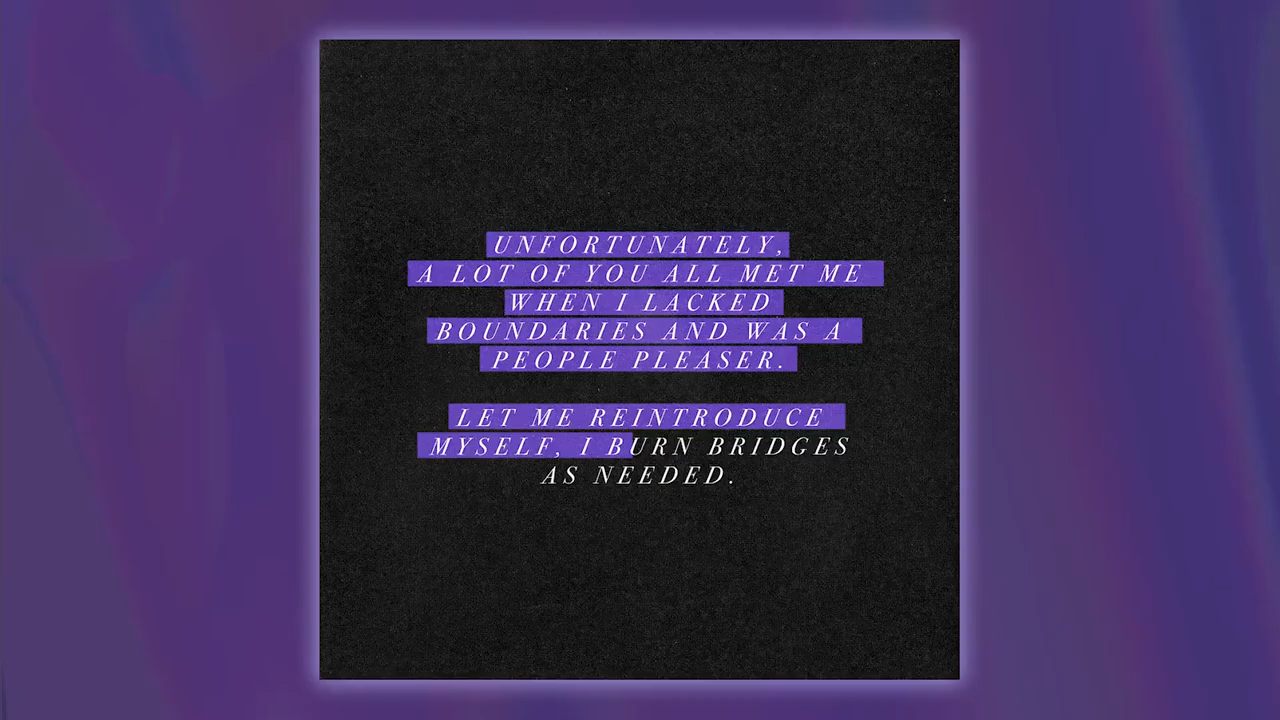 UNFORTUNATELY,
A LOT OF YOU ALL MET ME
WHEN I LACKED
BOUNDARIES AND WAS A
PEOPLE PLEASER.
LET ME REINTRODUCE
MYSELF, I BURN BRIDGES
AS NEEDED.